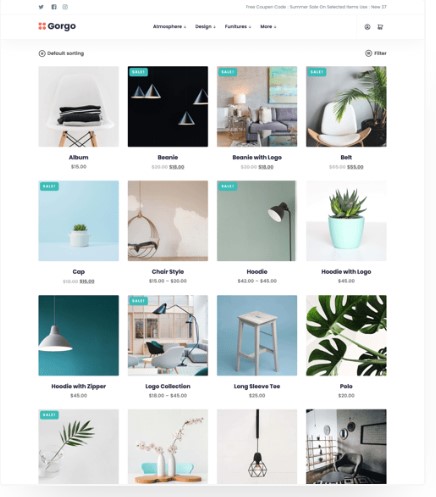 Free Coupon Code : Summer Sale On Selected Items Use : New 27
Gorgo
Atmosphere Design Funitures More
Default sorting
Filter
SALE!
SALE!
SALE!
Album
Beanie
Beanie with Logo
Belt
$15.00
$20.00 $18.00
$20.00 $18.00
$65.00 $55.00
SALE!
SALE!
Cap
Chair Style
Hoodie
Hoodie with Logo
$18.00 $16.00
$15.00 – $20.00
$42.00 – $45.00
$45.00
SALE!
Hoodie with Zipper
Logo Collection
Long Sleeve Tee
Polo
$45.00
$18.00 – $45.00
$25.00
$20.00
SALE!